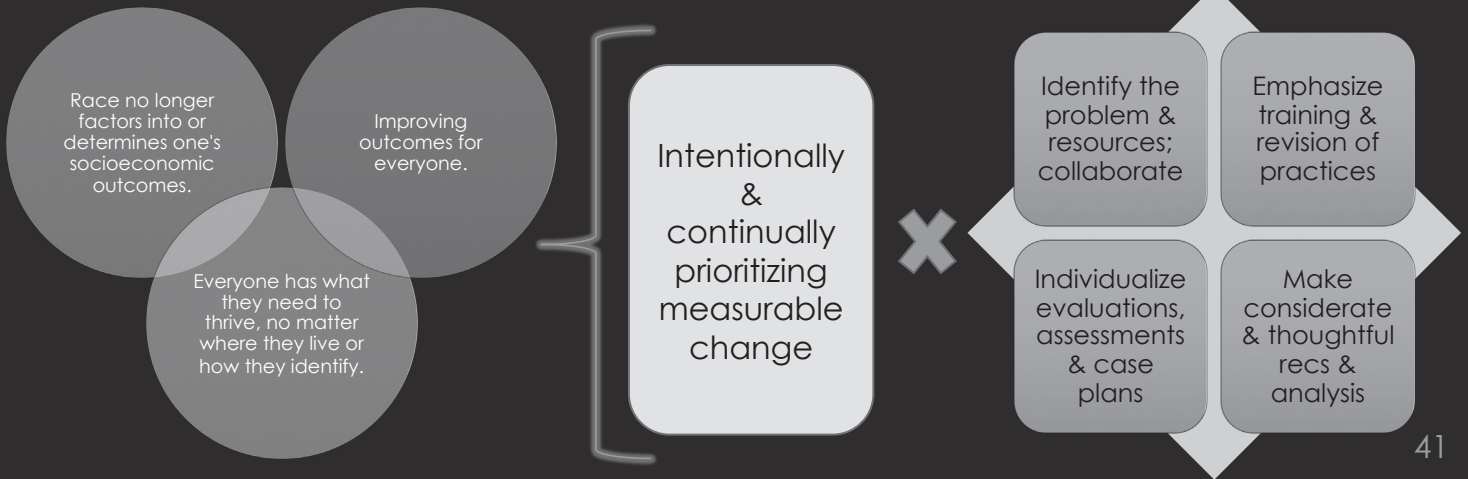 Race no longer
factors into or
determines one's
socioeconomic
outcomes.
Improving
outcomes for
everyone.
Everyone has what
they need to
thrive, no matter
where they live or
how they identify.
Intentionally
&
continually
prioritizing
measurable
change
Identify the
problem &
resources;
collaborate
Emphasize
training &
revision of
practices
Individualize
evaluations,
assessments
& case
plans
Make
considerate
& thoughtful
recs &
analysis
41